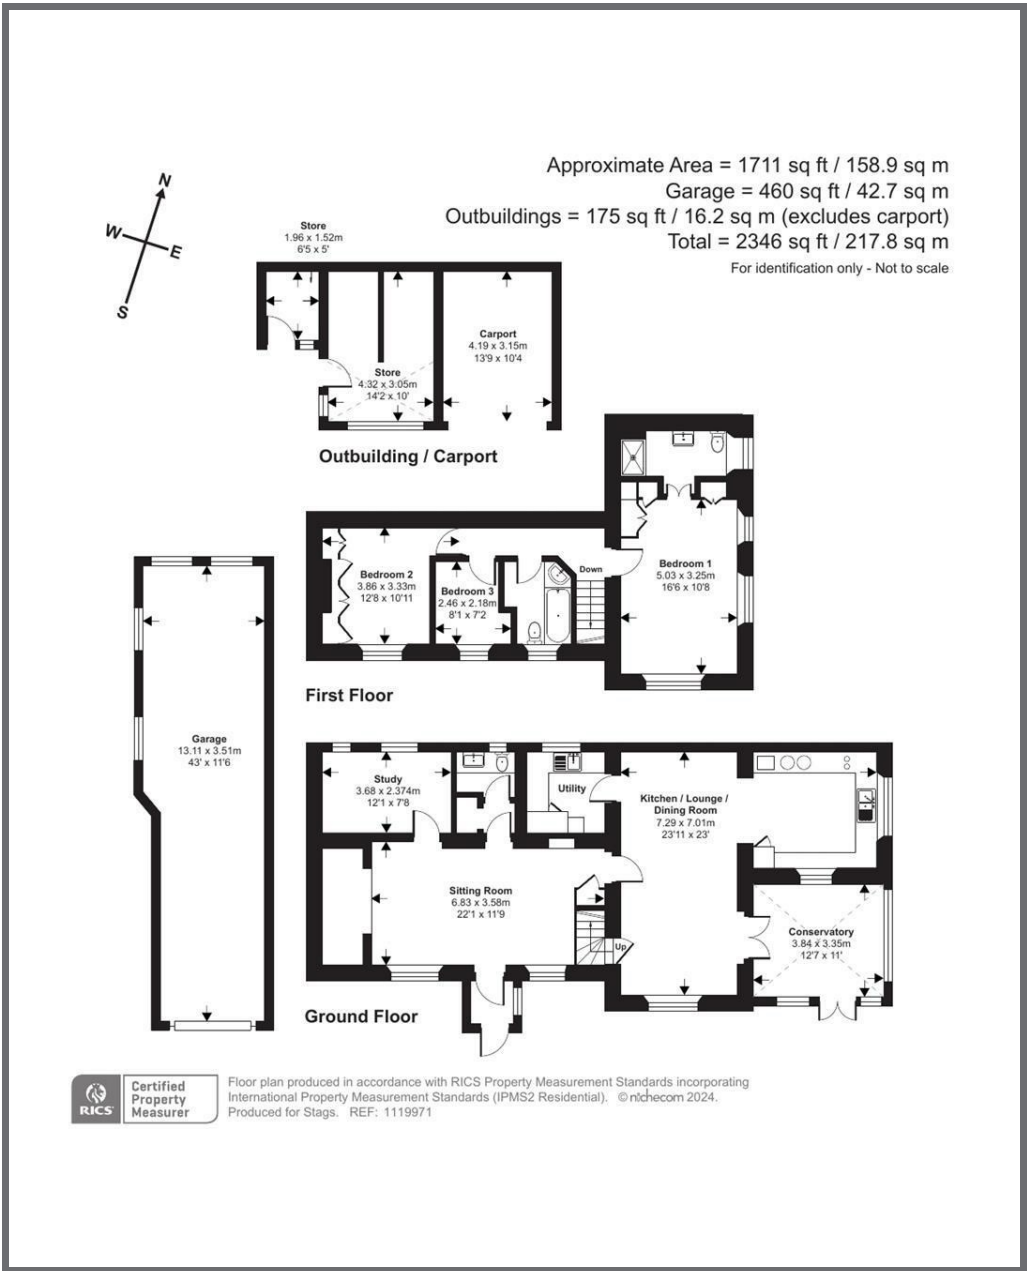 Approximate Area = 1711 sq ft / 158.9 sq m
Garage = 460 sq ft / 42.7 sq m
Outbuildings = 175 sq ft / 16.2 sq m (excludes carport)
Total = 2346 sq ft / 217.8 sq m
For identification only - Not to scale
N
W
E
S
Store
1.96 x 1.52m
6'5 x 5'
Carport
4.19 x 3.15m
13'9 x 10'4
Store
4.32 x 3.05m
14'2 x 10'
Outbuilding / Carport
Bedroom 1
5.03 x 3.25m
16'6 x 10'8
Down
Bedroom 2
3.86 x 3.33m
12'8 x 10'11
Bedroom 3
2.46 x 2.18m
8'1 x 7'2
First Floor
Garage
13.11 x 3.51m
43' x 11'6
Study
3.68 x 2.374m
12'1 x 7'8
Utility
Kitchen / Lounge /
Dining Room
7.29 x 7.01m
23'11 x 23'
Sitting Room
6.83 x 3.58m
22'1 x 11'9
Up
Conservatory
3.84 x 3.35m
12'7 x 11'
Ground Floor
RICS
Certified
Property
Measurer
Floor plan produced in accordance with RICS Property Measurement Standards incorporating
International Property Measurement Standards (IPMS2 Residential). © nichecom 2024.
Produced for Stags. REF: 1119971